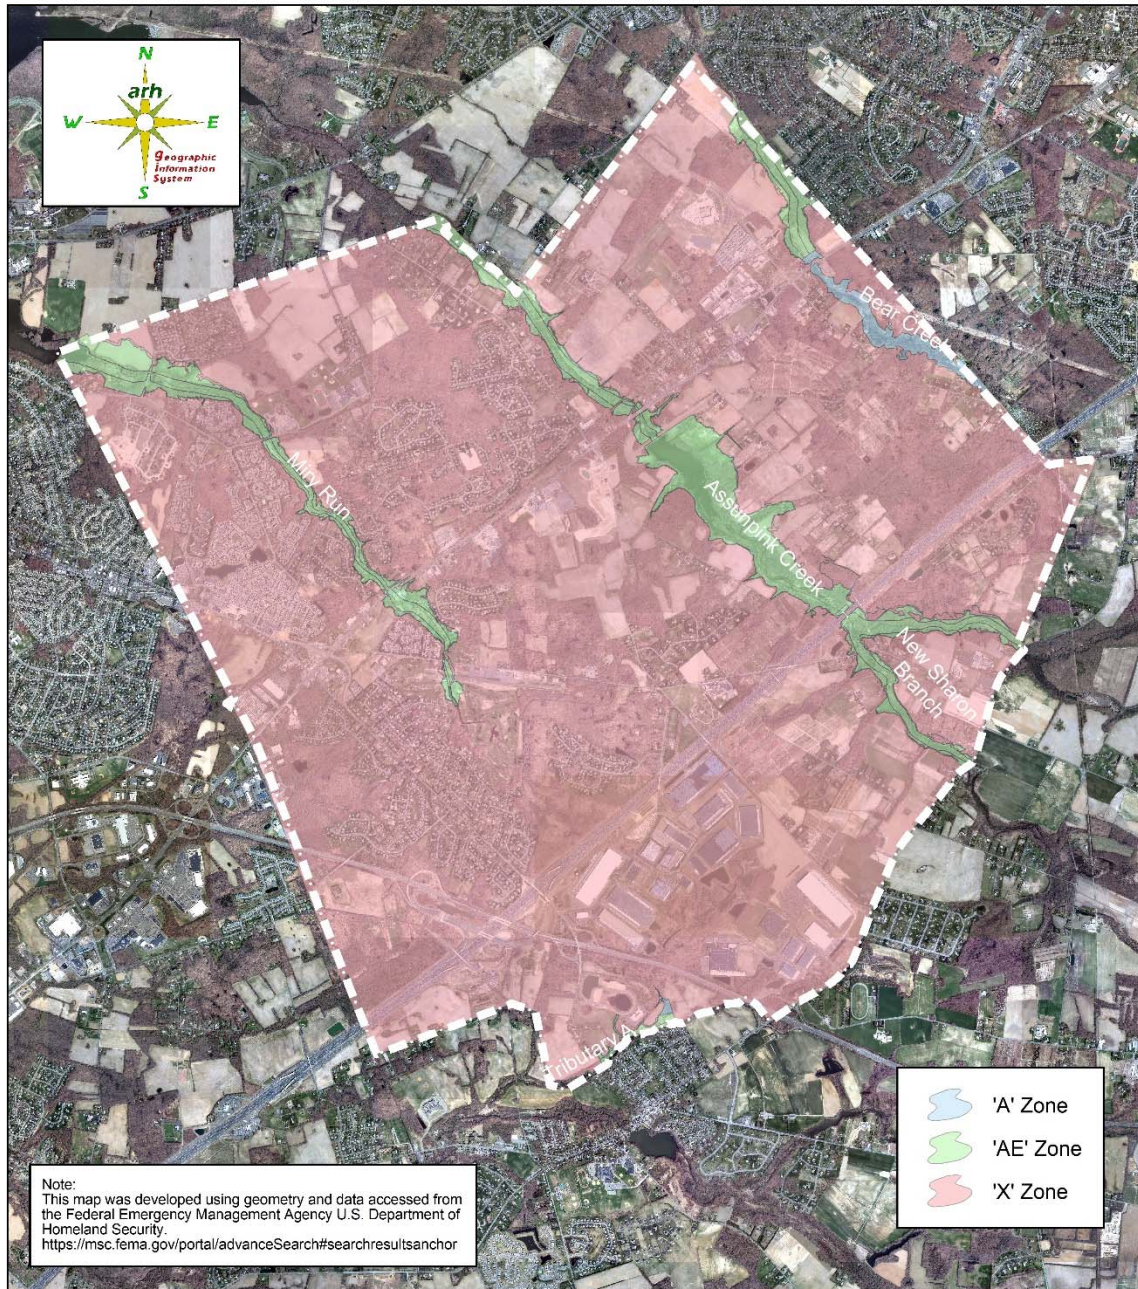 N
arh
W
E
S
geographic
Information
System
Bear Creek
Miry Run
Assunpink Creek
New Sharon
Branch
Tributary A
'A' Zone
'AE' Zone
'X' Zone
Note:
This map was developed using geometry and data accessed from
the Federal Emergency Management Agency U.S. Department of
Homeland Security.
https://msc.fema.gov/portal/advanceSearch#searchresultsanchor